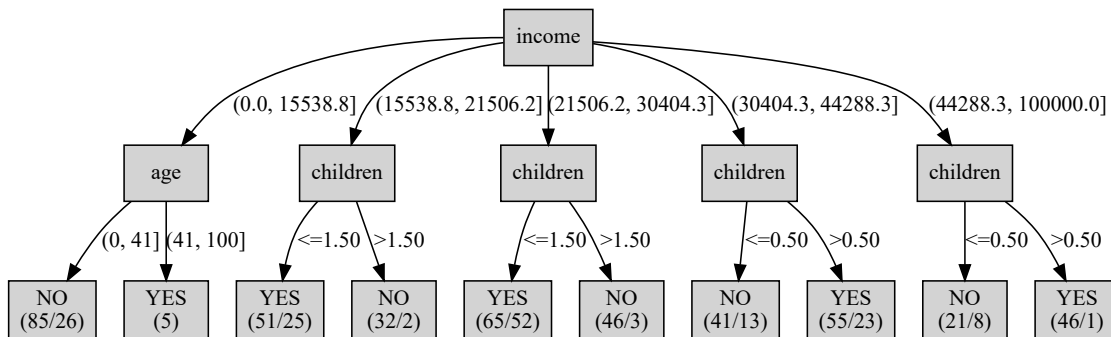 income
(0.0, 15538.8]
(15538.8, 21506.2]
(21506.2, 30404.3]
(30404.3, 44288.3]
(44288.3, 100000.0]
age
children
children
children
children
(0, 41]
(41, 100]
<=1.50
>1.50
<=1.50
>1.50
<=0.50
>0.50
<=0.50
>0.50
NO
(85/26)
YES
(5)
YES
(51/25)
NO
(32/2)
YES
(65/52)
NO
(46/3)
NO
(41/13)
YES
(55/23)
NO
(21/8)
YES
(46/1)